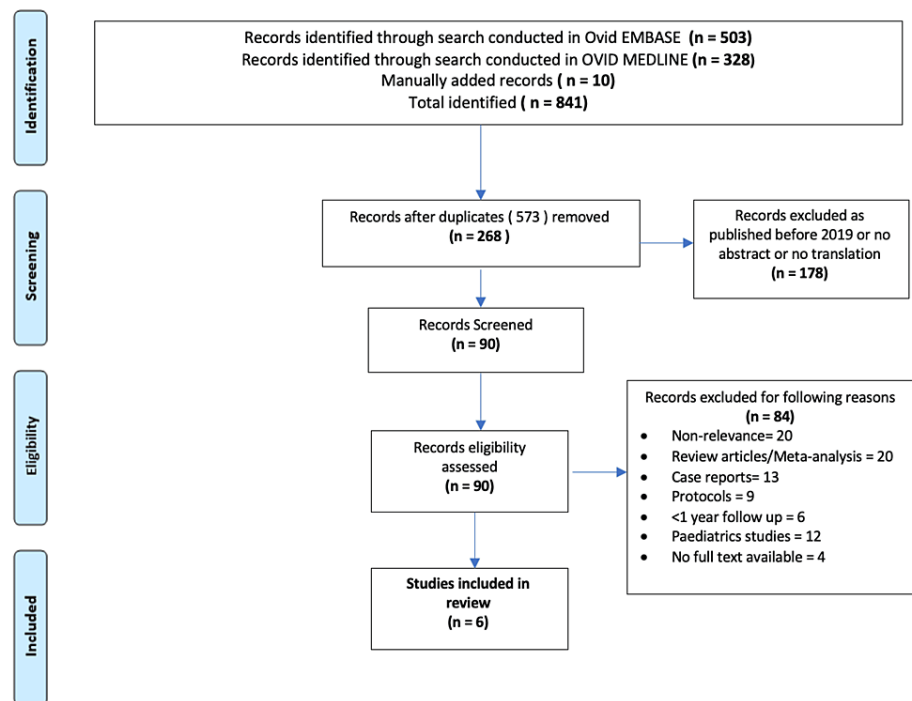 Identification
Records identified through search conducted in Ovid EMBASE (n = 503)
Records identified through search conducted in OVID MEDLINE (n = 328)
Manually added records ( n = 10)
Total identified ( n = 841)
Screening
Records after duplicates ( 573 ) removed
(n = 268 )
Records excluded as
published before 2019 or no
abstract or no translation
(n = 178)
Records Screened
(n = 90)
Eligibility
Records eligibility
assessed
(n = 90)
Records excluded for following reasons
(n = 84)
• Non-relevance= 20
• Review articles/Meta-analysis = 20
• Case reports= 13
• Protocols = 9
• <1 year follow up = 6
• Paediatrics studies = 12
• No full text available = 4
Included
Studies included in
review
(n = 6)